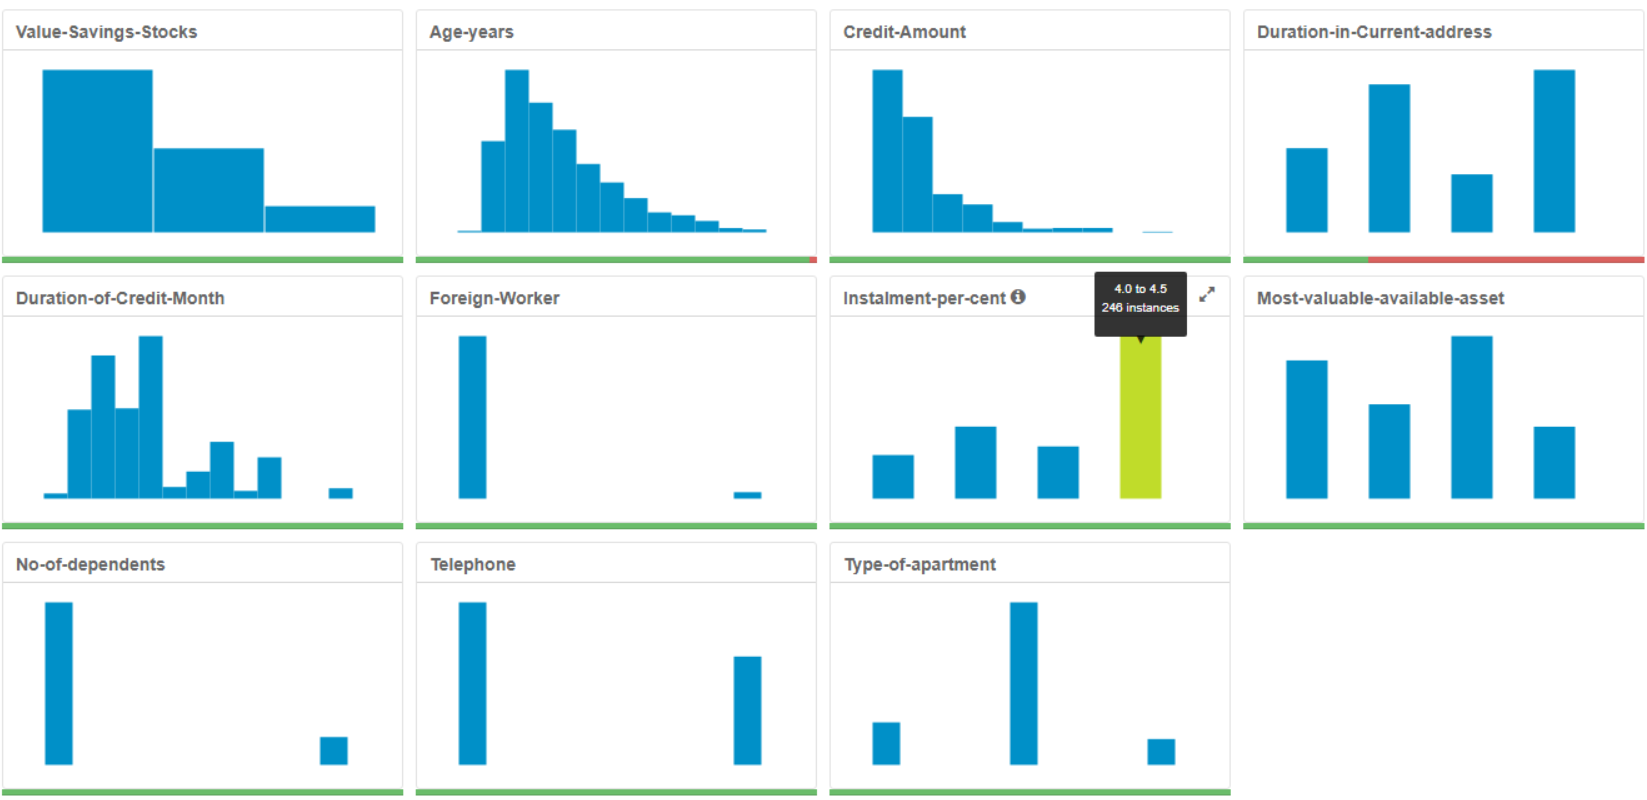 Value-Savings-Stocks
Age-years
Credit-Amount
Duration-in-Current-address
Duration-of-Credit-Month
Foreign-Worker
Instalment-per-cent
4.0 to 4.5
246 instances
Most-valuable-available-asset
No-of-dependents
Telephone
Type-of-apartment